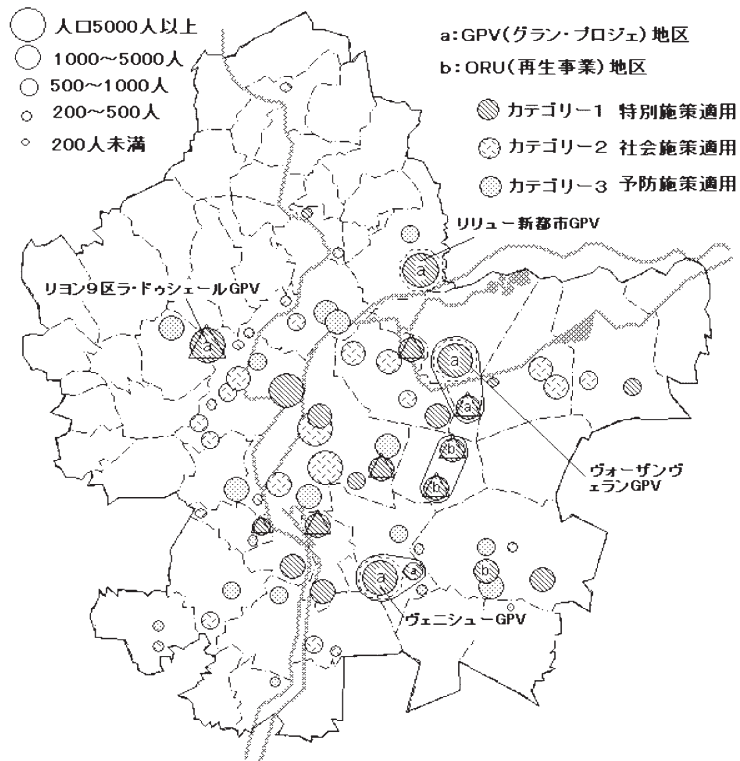 人口5000人以上
1000～5000人
500～1000人
200～500人
200人未満
a:GPV(グラン・プロジェ)地区
b:ORU(再生事業)地区
カテゴリー1 特別施策適用
カテゴリー2 社会施策適用
カテゴリー3 予防施策適用
リリュー新都市GPV
a
リヨン9区ラ・ドゥシェールGPV
a
a
a
b
b
ヴォーザンヴ
ェランGPV
a
a
b
ヴェニシューGPV